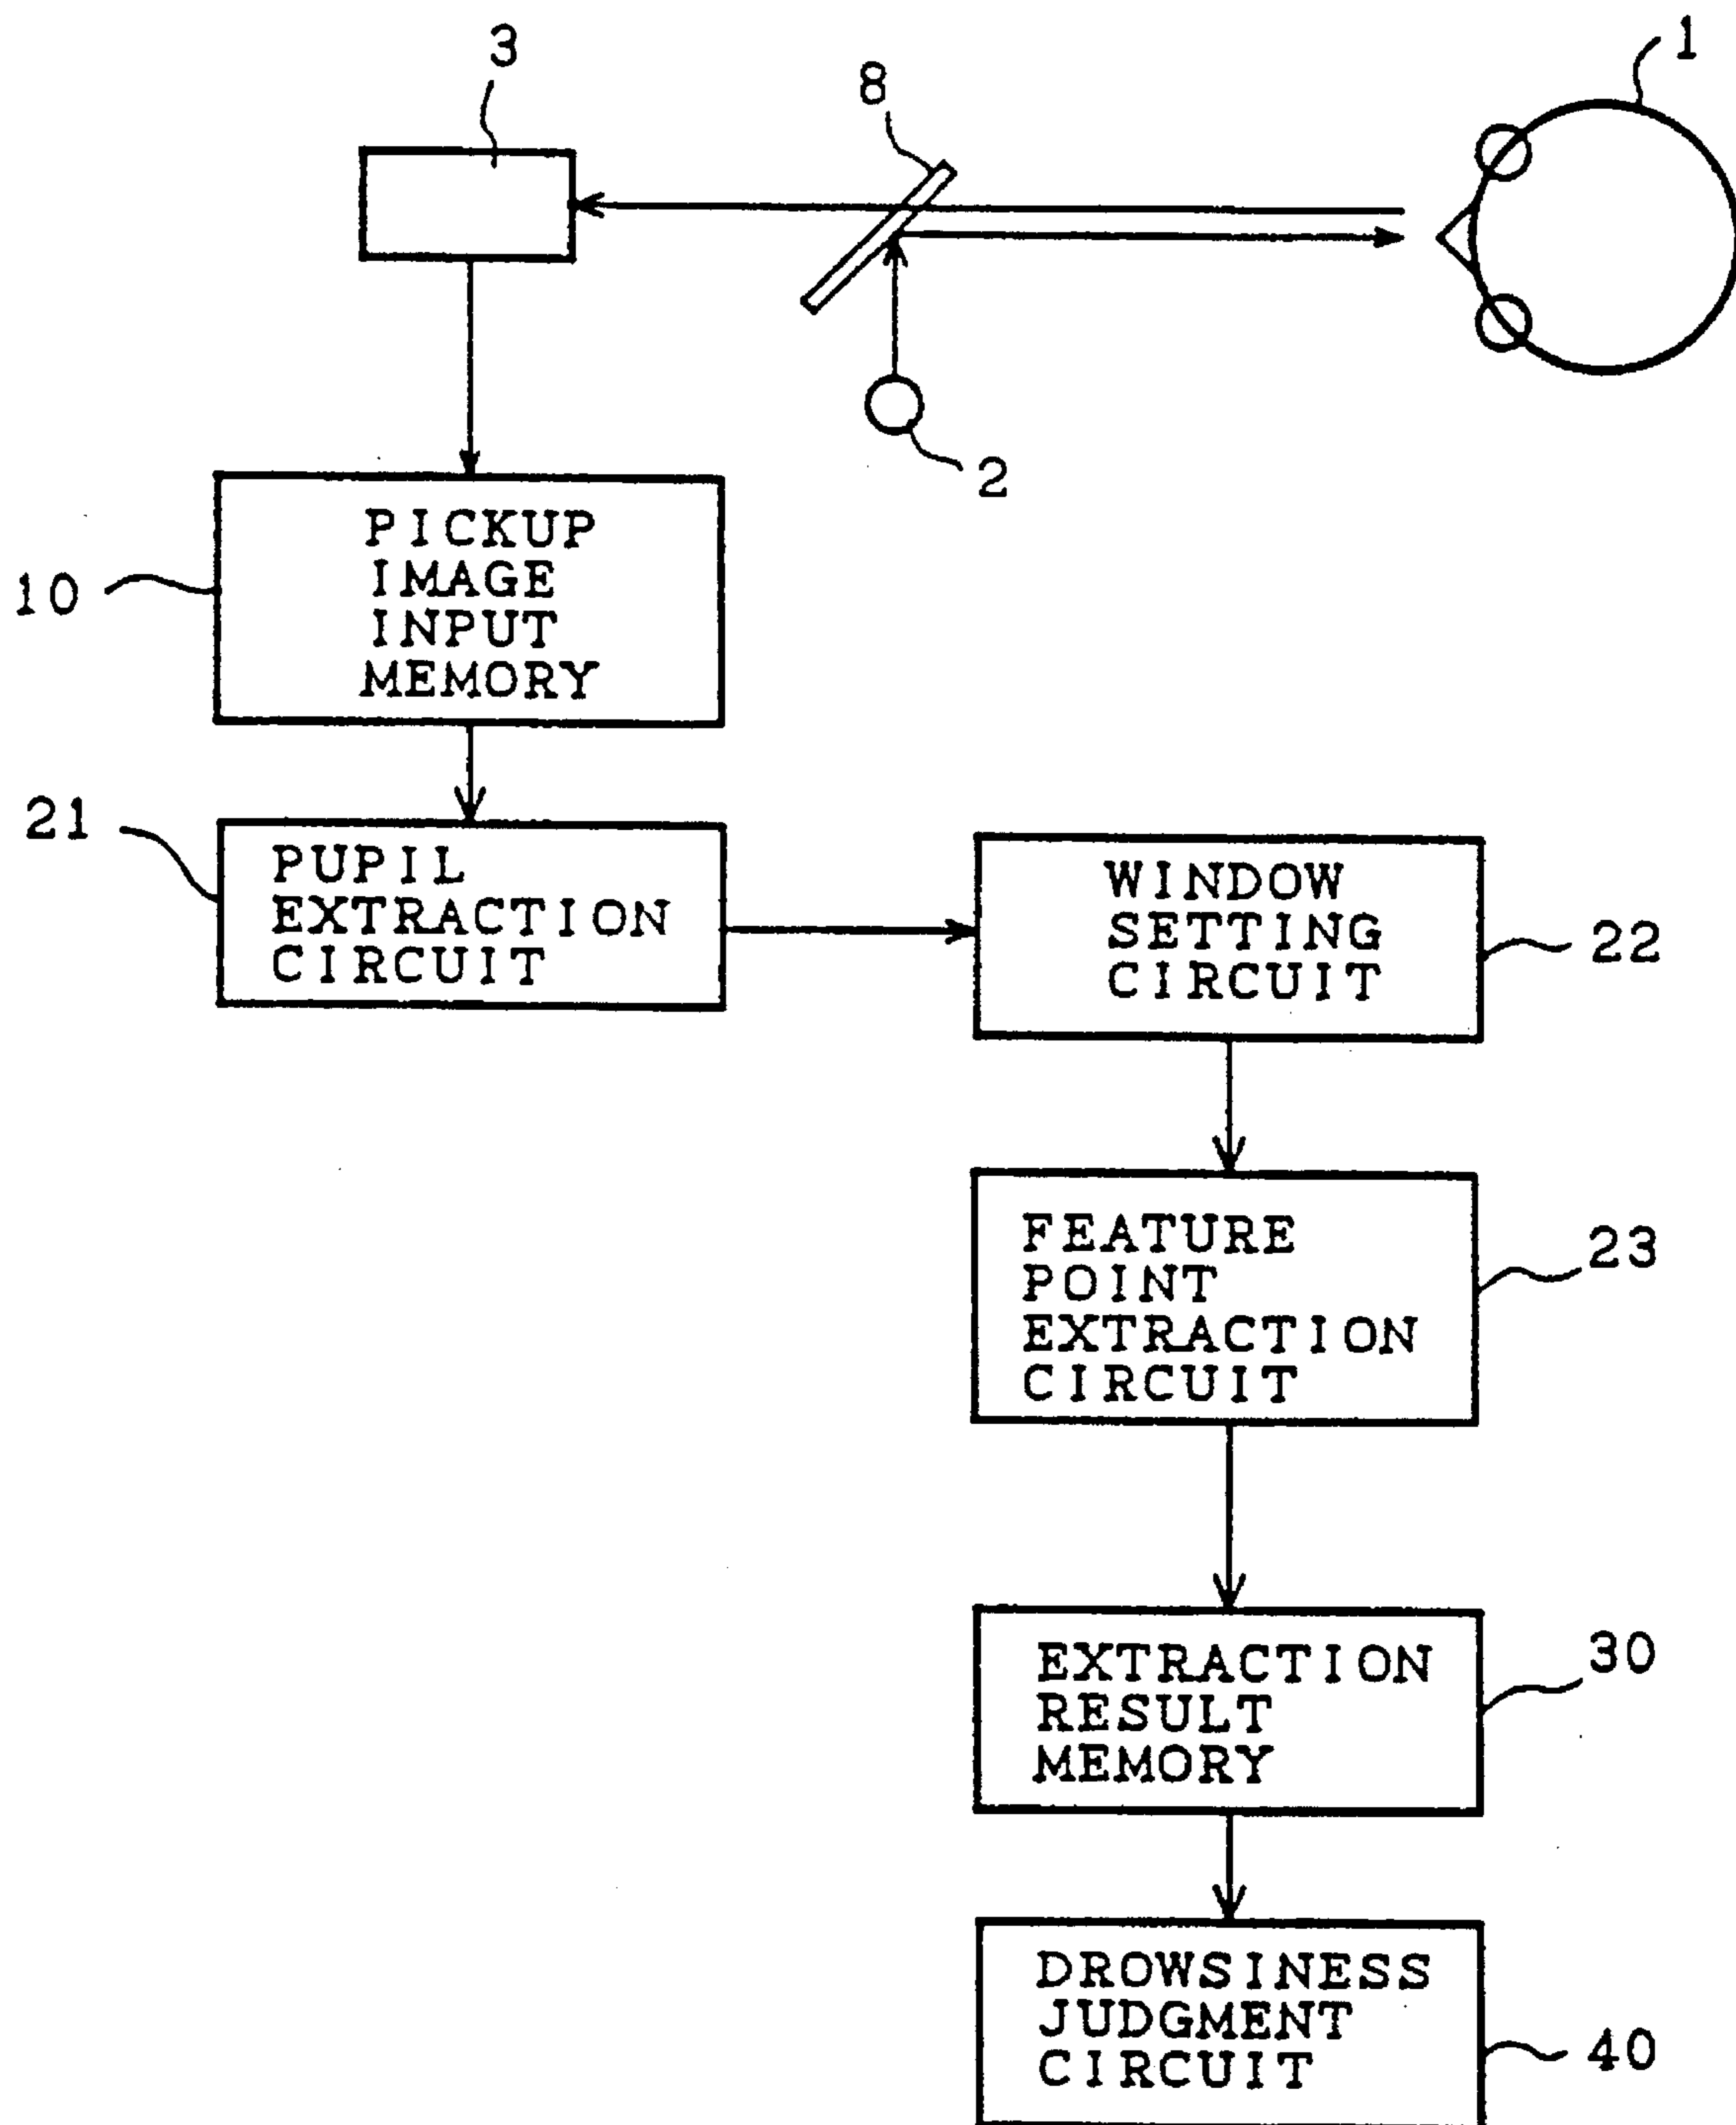 3
8
1
2
10
PICKUP
IMAGE
INPUT
MEMORY
21
PUPIL
EXTRACTION
CIRCUIT
WINDOW
SETTING
CIRCUIT
22
FEATURE
POINT
EXTRACTION
CIRCUIT
23
EXTRACTION
RESULT
MEMORY
30
DROWSINESS
JUDGMENT
CIRCUIT
40